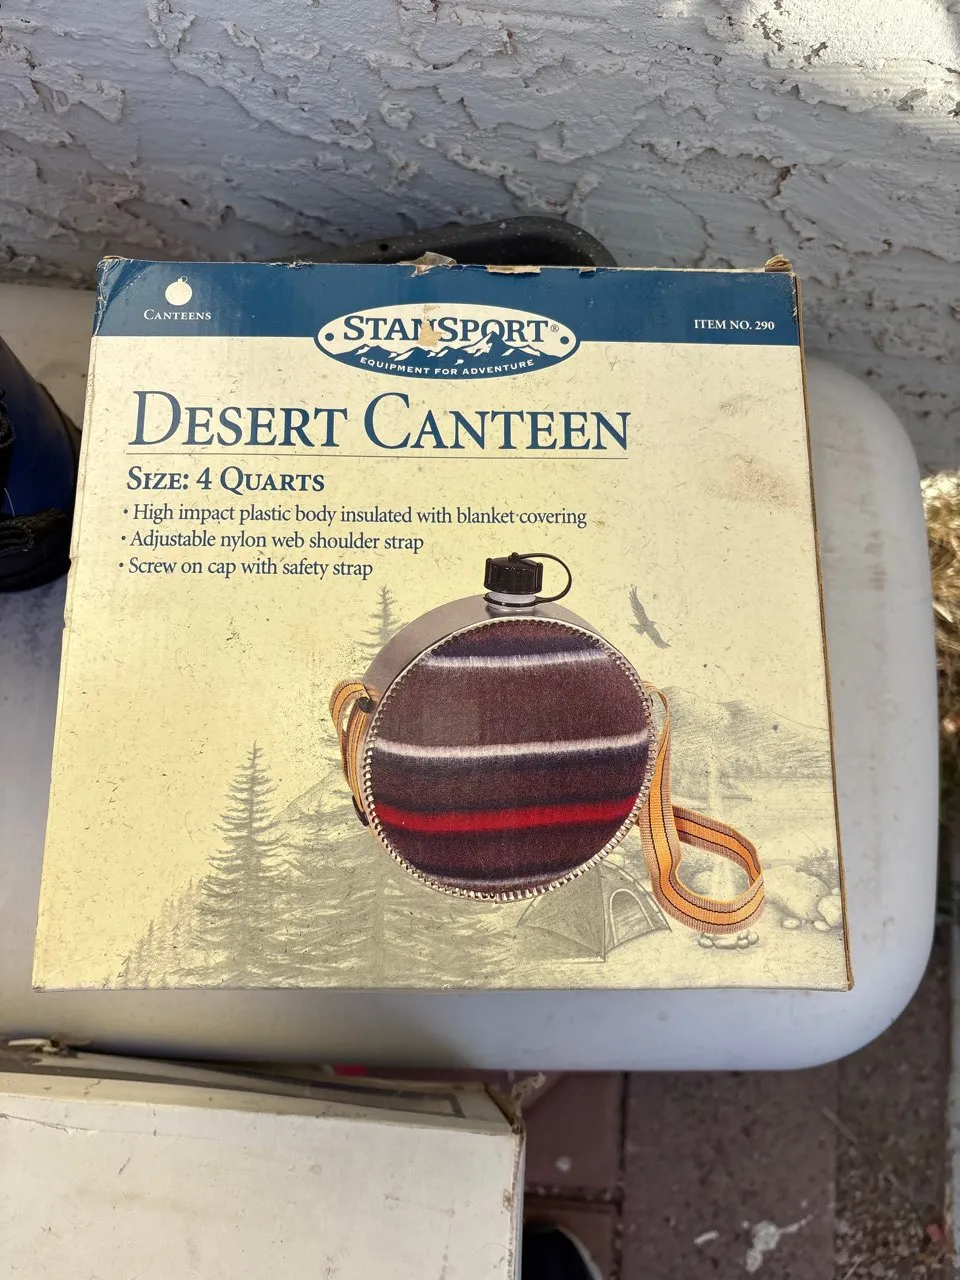 CANTEENS
STANSPORT®
EQUIPMENT FOR ADVENTURE
ITEM NO. 290
DESERT CANTEEN
SIZE: 4 QUARTS
• High impact plastic body insulated with blanket covering
• Adjustable nylon web shoulder strap
• Screw on cap with safety strap